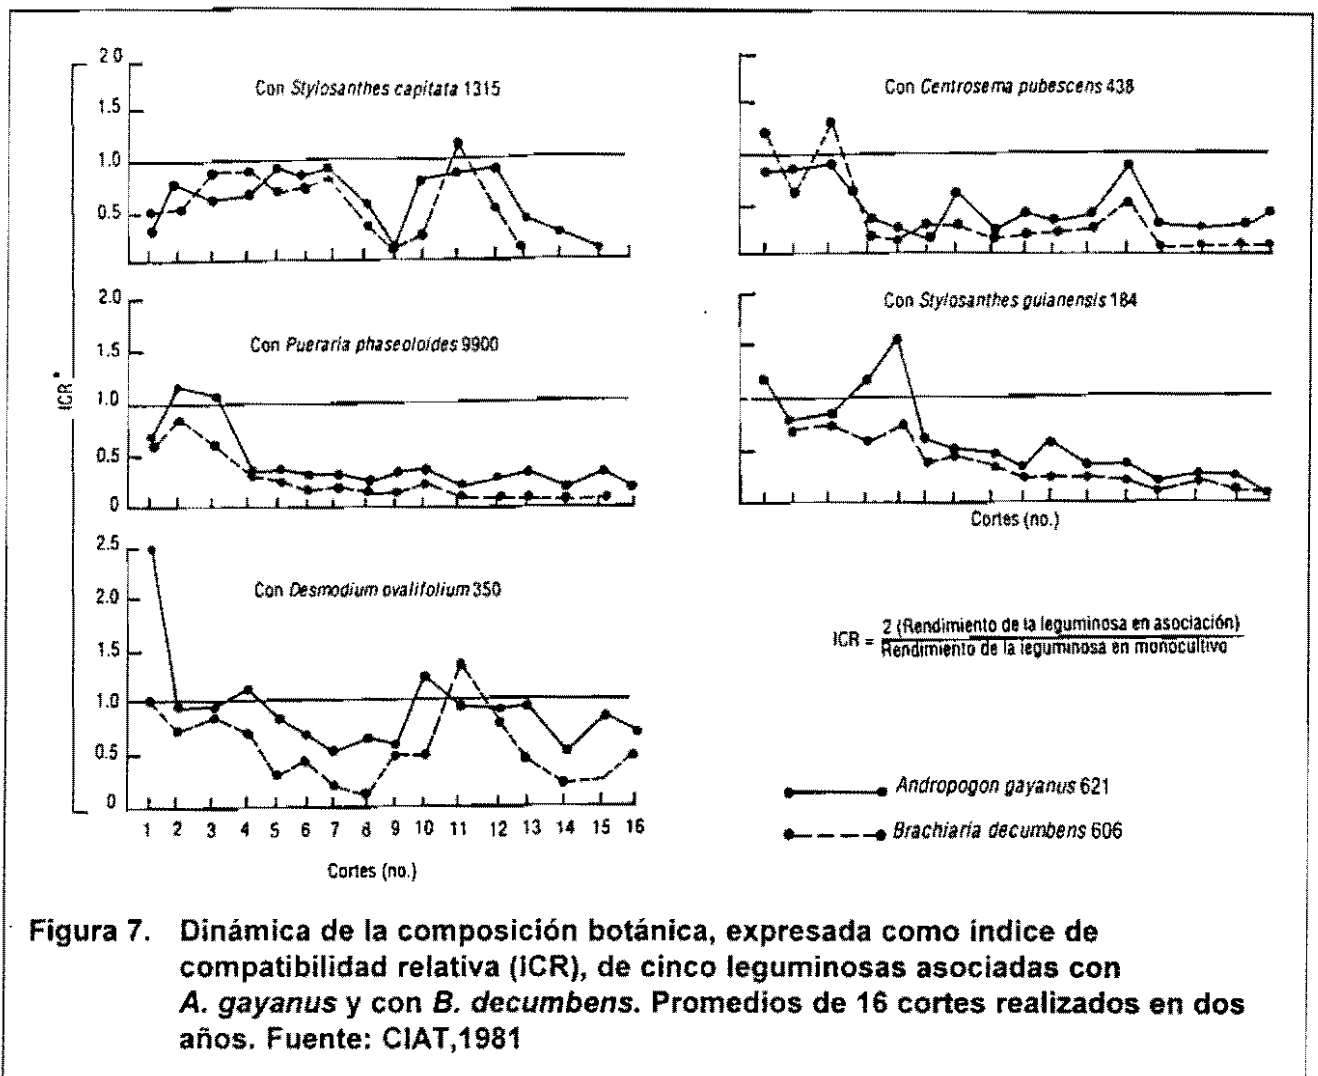 2.0
Con Stylosanthes capitata 1315
1.5
1.0
0.5
Con Centrosema pubescens 438
2.0
Con Pueraria phaseoloides 9900
1.5
1.0
0.5
0
Con Stylosanthes guianensis 184
Cortes (no.)
ICR*
2.5
Con Desmodium ovalifolium 350
2.0
1.5
1.0
0.5
0
1 2 3 4 5 6 7 8 9 10 11 12 13 14 15 16
Cortes (no.)
ICR = 2 (Rendimiento de la leguminosa en asociación)
Rendimiento de la leguminosa en monocultivo
Andropogon gayanus 621
Brachiaria decumbens 606
Figura 7. Dinámica de la composición botánica, expresada como índice de
compatibilidad relativa (ICR), de cinco leguminosas asociadas con
A. gayanus y con B. decumbens. Promedios de 16 cortes realizados en dos
años. Fuente: CIAT,1981